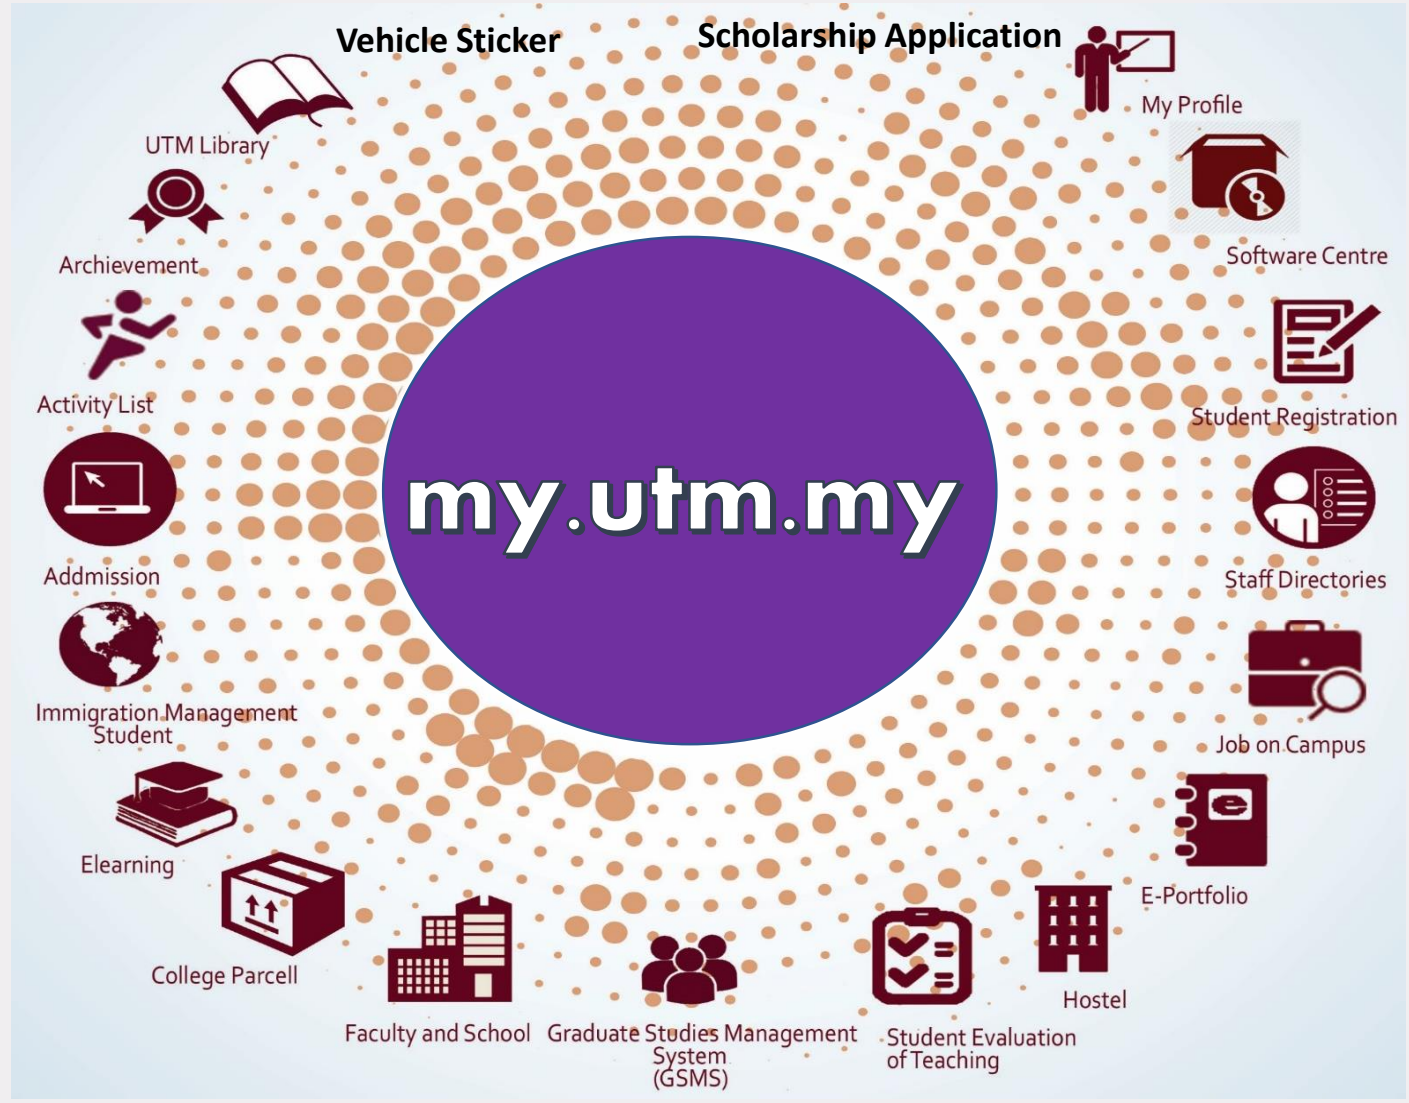 Vehicle Sticker
Scholarship Application
My Profile
UTM Library
Software Centre
Archievement
Activity List
Student Registration
my.utm.my
Addmission
Staff Directories
Immigration Management
Student
Job on Campus
Elearning
E-Portfolio
College Parcell
Hostel
Faculty and School
Graduate Studies Management
System
(GSMS)
Student Evaluation
of Teaching
e